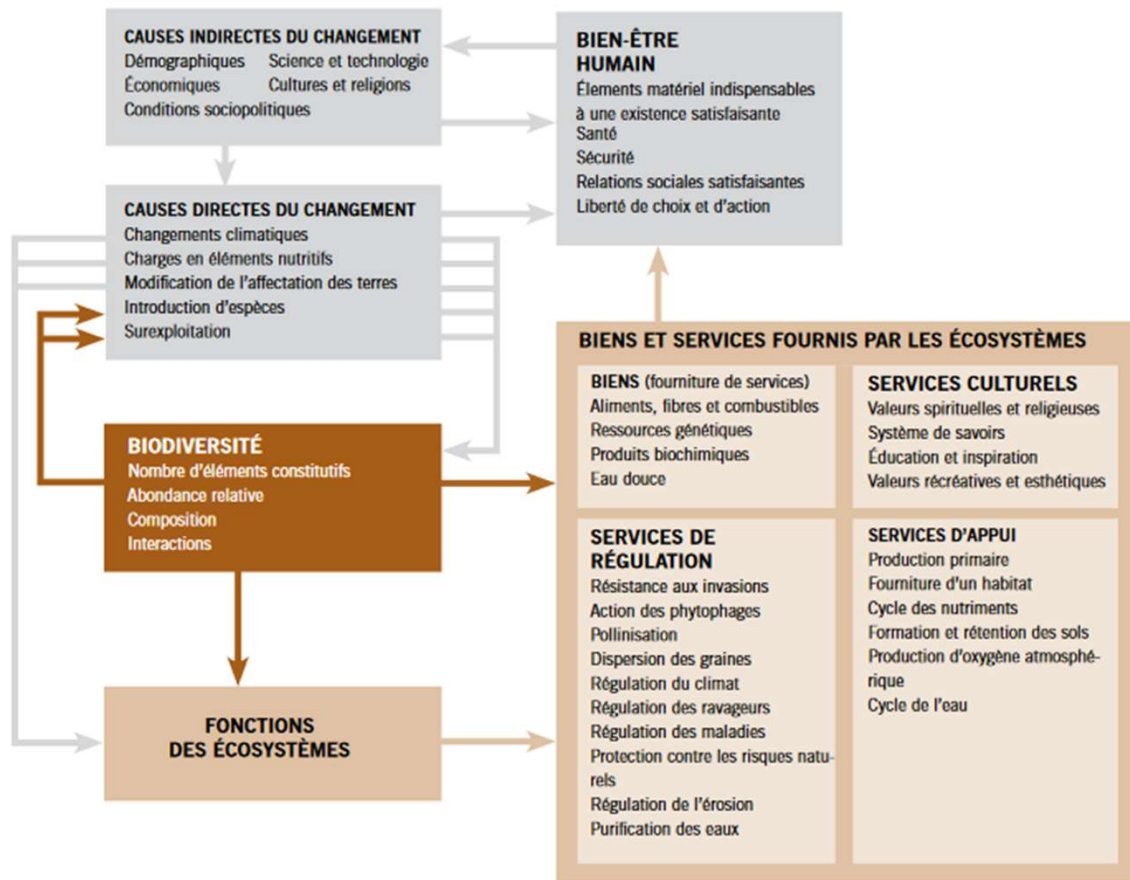 CAUSES INDIRECTES DU CHANGEMENT
Démographiques Science et technologie
Économiques Cultures et religions
Conditions sociopolitiques
BIEN-ÊTRE
HUMAIN
Élements matériel indispensables
à une existence satisfaisante
Santé
Sécurité
Relations sociales satisfaisantes
Liberté de choix et d'action
CAUSES DIRECTES DU CHANGEMENT
Changements climatiques
Charges en éléments nutritifs
Modification de l'affectation des terres
Introduction d'espèces
Surexploitation
BIODIVERSITÉ
Nombre d'éléments constitutifs
Abondance relative
Composition
Interactions
FONCTIONS
DES ÉCOSYSTÈMES
BIENS ET SERVICES FOURNIS PAR LES ÉCOSYSTÈMES
BIENS (fourniture de services)
Aliments, fibres et combustibles
Ressources génétiques
Produits biochimiques
Eau douce
SERVICES CULTURELS
Valeurs spirituelles et religieuses
Système de savoirs
Éducation et inspiration
Valeurs récréatives et esthétiques
SERVICES DE
RÉGULATION
Résistance aux invasions
Action des phytophages
Pollinisation
Dispersion des graines
Régulation du climat
Régulation des ravageurs
Régulation des maladies
Protection contre les risques natu-
rels
Régulation de l'érosion
Purification des eaux
SERVICES D'APPUI
Production primaire
Fourniture d'un habitat
Cycle des nutriments
Formation et rétention des sols
Production d'oxygène atmosphé-
rique
Cycle de l'eau